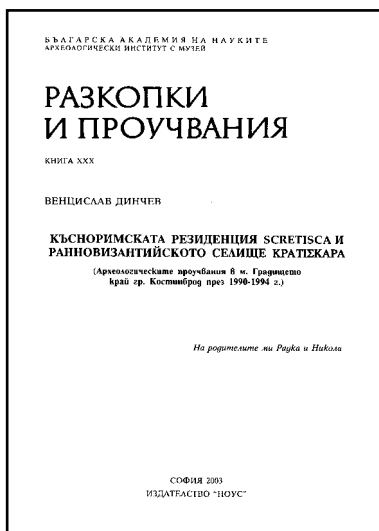 БЪЛГАРСКА АКАДЕМИЯ НА НАУКИТЕ
АРХЕОЛОГИЧЕСКИ ИНСТИТУТ С МУЗЕЙ
РАЗКОПКИ
И ПРОУЧВАНИЯ
КНИГА XXX
ВЕНЦИСЛАВ ДИНЧЕВ
КЪСНОРИМСКАТА РЕЗИДЕНЦИЯ SCRETISCA И
РАННОВИЗАНТИЙСКОТО СЕЛИЩЕ ΚΡΑΤΙΣΚΑΡΑ
(Археологическите проучвания в м. Градището
край гр. Костинброд през 1990-1994 г.)
На родителите ми Радка и Никола
СОФИЯ 2003
ИЗДАТЕЛСТВО "НОУС"